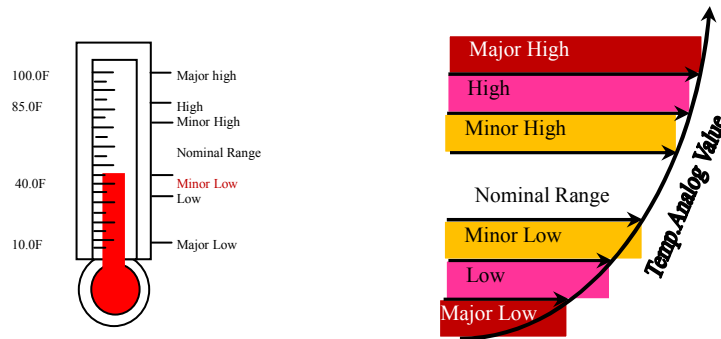 100.0F
Major high
85.0F
High
Minor High
Nominal Range
40.0F
Minor Low
Low
10.0F
Major Low
Major High
High
Minor High
Nominal Range
Minor Low
Low
Major Low
Temp.Analog Value